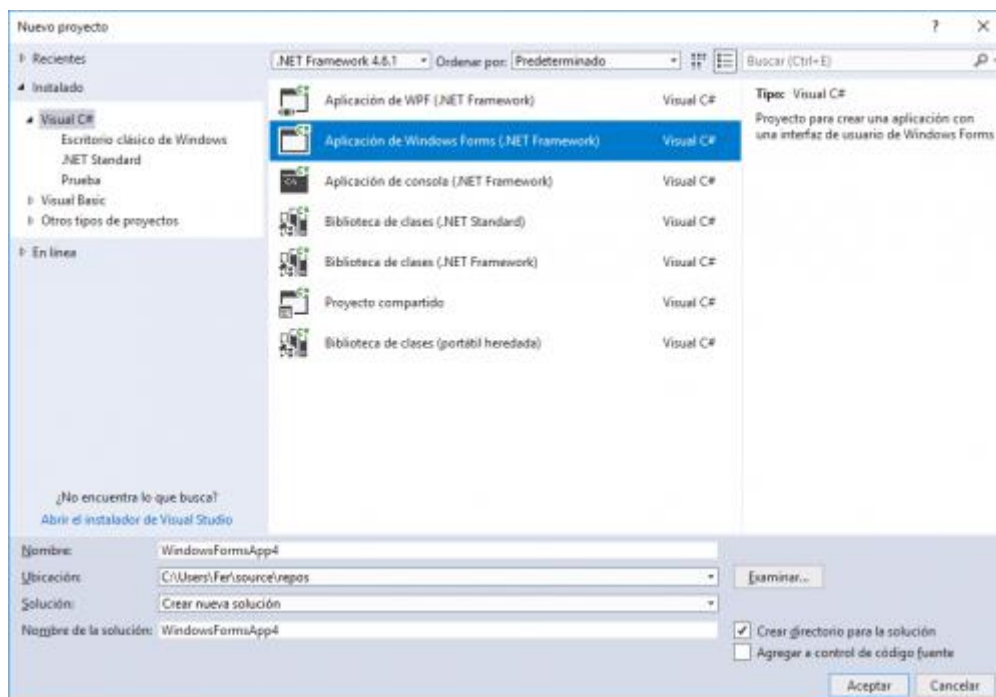 Nuevo proyecto
?
Recientes
Instalado
Visual C#
Escritorio clásico de Windows
.NET Standard
Prueba
Visual Basic
Otros tipos de proyectos
En línea
¿No encuentra lo que busca?
Abrir el instalador de Visual Studio
.NET Framework 4.6.1 Ordenar por: Predeterminado
Aplicación de WPF (.NET Framework) Visual C#
Aplicación de Windows Forms (.NET Framework) Visual C#
Aplicación de consola (.NET Framework) Visual C#
Biblioteca de clases (.NET Standard) Visual C#
Biblioteca de clases (.NET Framework) Visual C#
Proyecto compartido Visual C#
Biblioteca de clases (portátil heredada) Visual C#
Buscar (Ctrl+E)
Tipo: Visual C#
Proyecto para crear una aplicación con
una interfaz de usuario de Windows Forms
Nombre: WindowsFormsApp4
Ubicación: C:\Users\Fer\source\repos Examinar...
Solución: Crear nueva solución
Nombre de la solución: WindowsFormsApp4
Crear directorio para la solución
Agregar a control de código fuente
Aceptar Cancelar